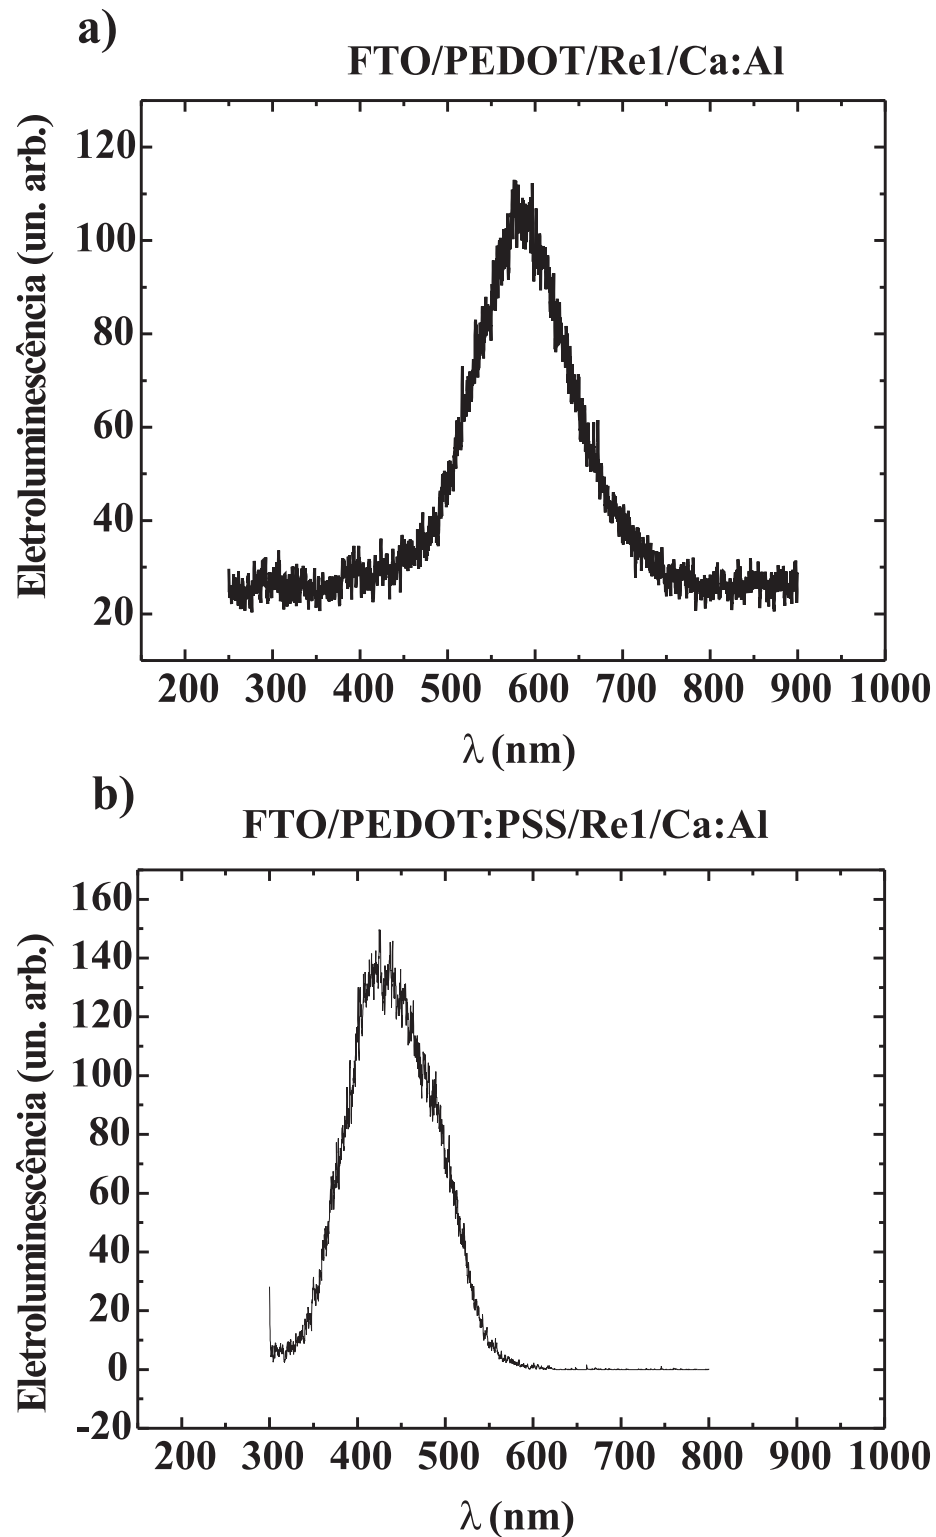 a)
FTO/PEDOT/Re1/Ca:Al
Eletroluminescência (un. arb.)
120
100
80
60
40
20
200 300 400 500 600 700 800 900 1000
λ (nm)
b)
FTO/PEDOT:PSS/Re1/Ca:Al
Eletroluminescência (un. arb.)
160
140
120
100
80
60
40
20
0
-20
200 300 400 500 600 700 800 900 1000
λ (nm)